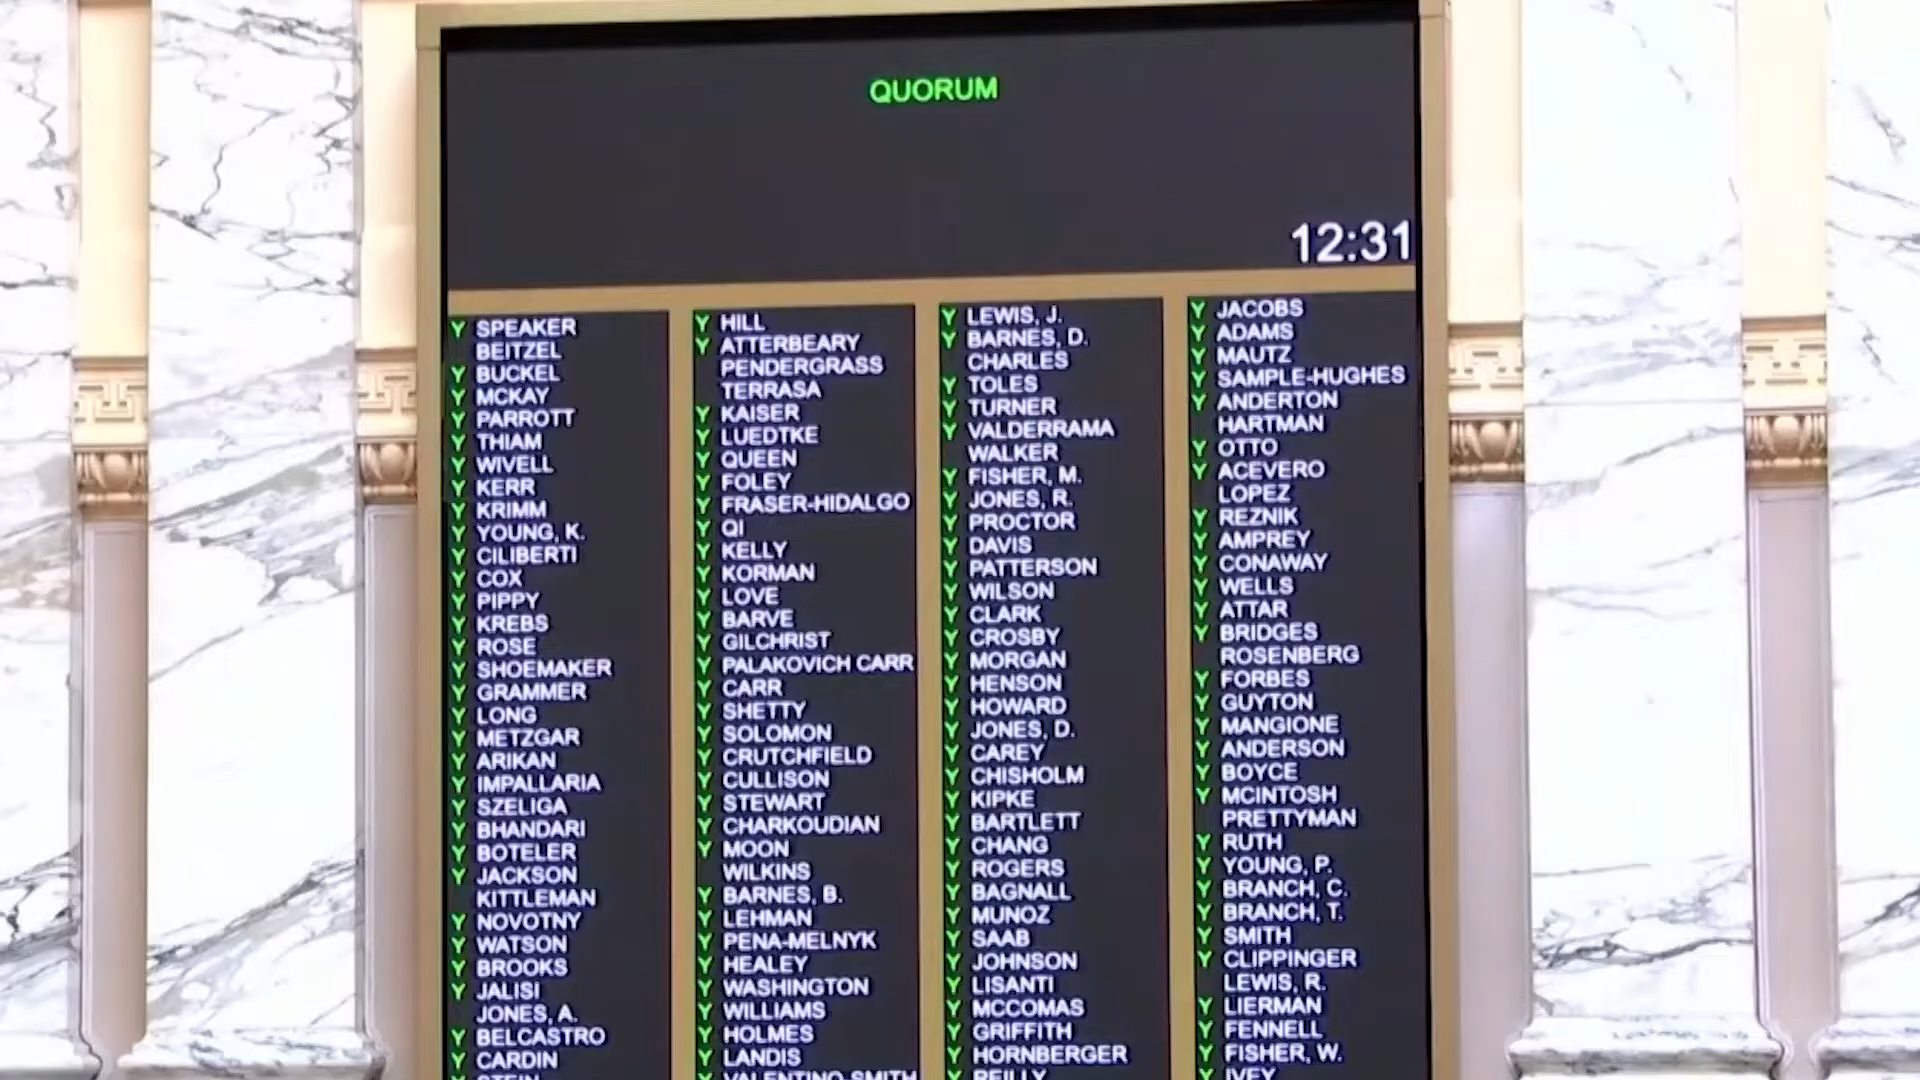 QUORUM
12:31
Y SPEAKER
BEITZEL
Y BUCKEL
Y MCKAY
Y PARROTT
Y THIAM
Y WIVELL
Y KERR
Y KRIMM
Y YOUNG, K.
Y CILIBERTI
Y COX
Y PIPPY
Y KREBS
Y ROSE
Y SHOEMAKER
Y GRAMMER
Y LONG
Y METZGAR
Y ARIKAN
Y IMPALLARIA
Y SZELIGA
Y BHANDARI
Y BOTELER
Y JACKSON
KITTLEMAN
Y NOVOTNY
Y WATSON
Y BROOKS
Y JALISI
JONES, A.
Y BELCASTRO
Y CARDIN
Y STEIN
Y HILL
Y ATTERBEARY
PENDERGRASS
TERRASA
Y KAISER
Y LUEDTKE
Y QUEEN
Y FOLEY
Y FRASER-HIDALGO
Y QI
Y KELLY
Y KORMAN
Y LOVE
Y BARVE
Y GILCHRIST
Y PALAKOVICH CARR
Y CARR
Y SHETTY
Y SOLOMON
Y CRUTCHFIELD
Y CULLISON
Y STEWART
Y CHARKOUDIAN
Y MOON
WILKINS
Y BARNES, B.
Y LEHMAN
Y PENA-MELNYK
Y HEALEY
Y WASHINGTON
Y WILLIAMS
Y HOLMES
Y LANDIS
Y VALENTINO-SMITH
Y LEWIS, J.
Y BARNES, D.
CHARLES
Y TOLES
Y TURNER
Y VALDERRAMA
WALKER
Y FISHER, M.
Y JONES, R.
Y PROCTOR
Y DAVIS
Y PATTERSON
Y WILSON
Y CLARK
Y CROSBY
Y MORGAN
Y HENSON
Y HOWARD
Y JONES, D.
Y CAREY
Y CHISHOLM
Y KIPKE
Y BARTLETT
Y CHANG
Y ROGERS
Y BAGNALL
Y MUNOZ
Y SAAB
Y JOHNSON
Y LISANTI
Y MCCOMAS
Y GRIFFITH
Y HORNBERGER
Y REILLY
Y JACOBS
Y ADAMS
Y MAUTZ
Y SAMPLE-HUGHES
Y ANDERTON
HARTMAN
Y OTTO
Y ACEVERO
LOPEZ
Y REZNIK
Y AMPREY
Y CONAWAY
Y WELLS
Y ATTAR
Y BRIDGES
ROSENBERG
Y FORBES
Y GUYTON
Y MANGIONE
Y ANDERSON
Y BOYCE
Y MCINTOSH
PRETTYMAN
Y RUTH
Y YOUNG, P.
Y BRANCH, C.
Y BRANCH, T.
Y SMITH
Y CLIPPINGER
LEWIS, R.
Y LIERMAN
Y FENNELL
Y FISHER, W.
Y IVEY